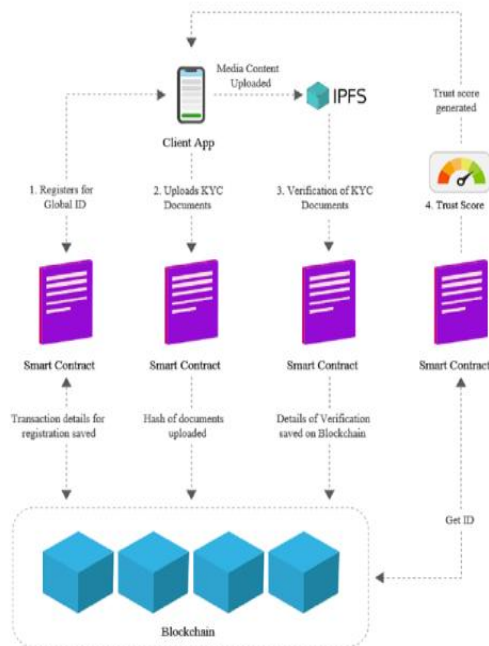 Media Content
Uploaded
IPFS
Trust score
generated
Client App
1. Registers for
Global ID
2. Uploads KYC
Documents
3. Verification of KYC
Documents
4. Trust Score
Smart Contract
Smart Contract
Smart Contract
Smart Contract
Transaction details for
registration saved
Hash of documents
uploaded
Details of Verification
saved on Blockchain
Get ID
Blockchain